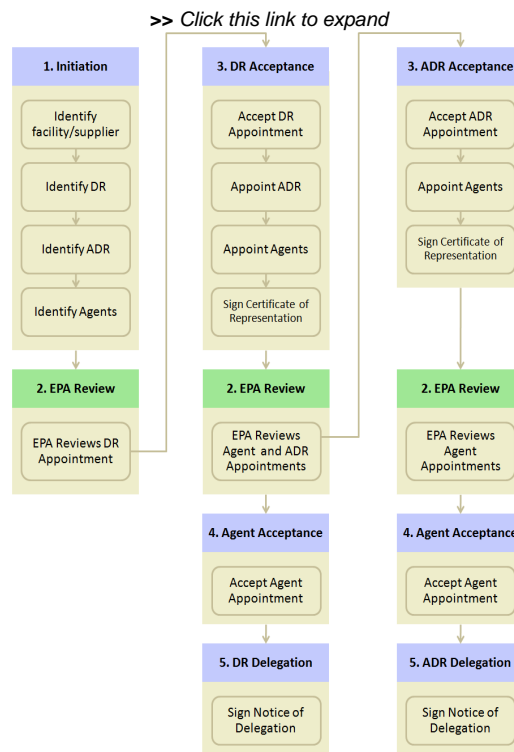 >> Click this link to expand
1. Initiation
Identify
facility/supplier
Identify DR
Identify ADR
Identify Agents
2. EPA Review
EPA Reviews DR
Appointment
3. DR Acceptance
Accept DR
Appointment
Appoint ADR
Appoint Agents
Sign Certificate of
Representation
2. EPA Review
EPA Reviews
Agent and ADR
Appointments
4. Agent Acceptance
Accept Agent
Appointment
5. DR Delegation
Sign Notice of
Delegation
3. ADR Acceptance
Accept ADR
Appointment
Appoint Agents
Sign Certificate of
Representation
2. EPA Review
EPA Reviews
Agent
Appointments
4. Agent Acceptance
Accept Agent
Appointment
5. ADR Delegation
Sign Notice of
Delegation